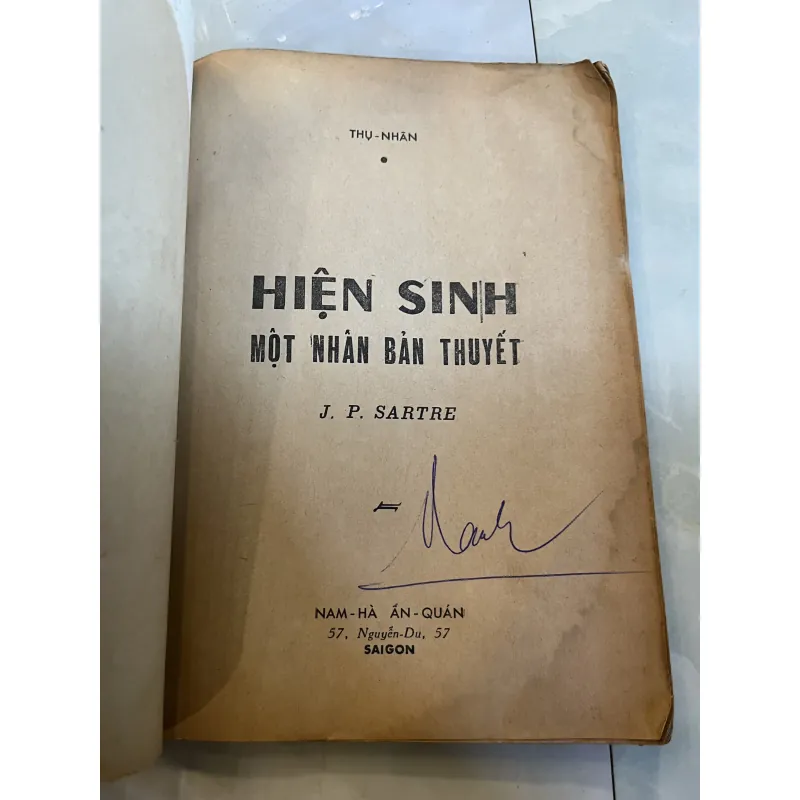 THỤ-NHÂN
HIỆN SINH
MỘT NHÂN BẢN THUYẾT
J. P. SARTRE
NAM-HÀ ẤN-QUÁN
57, Nguyễn-Du, 57
SAIGON